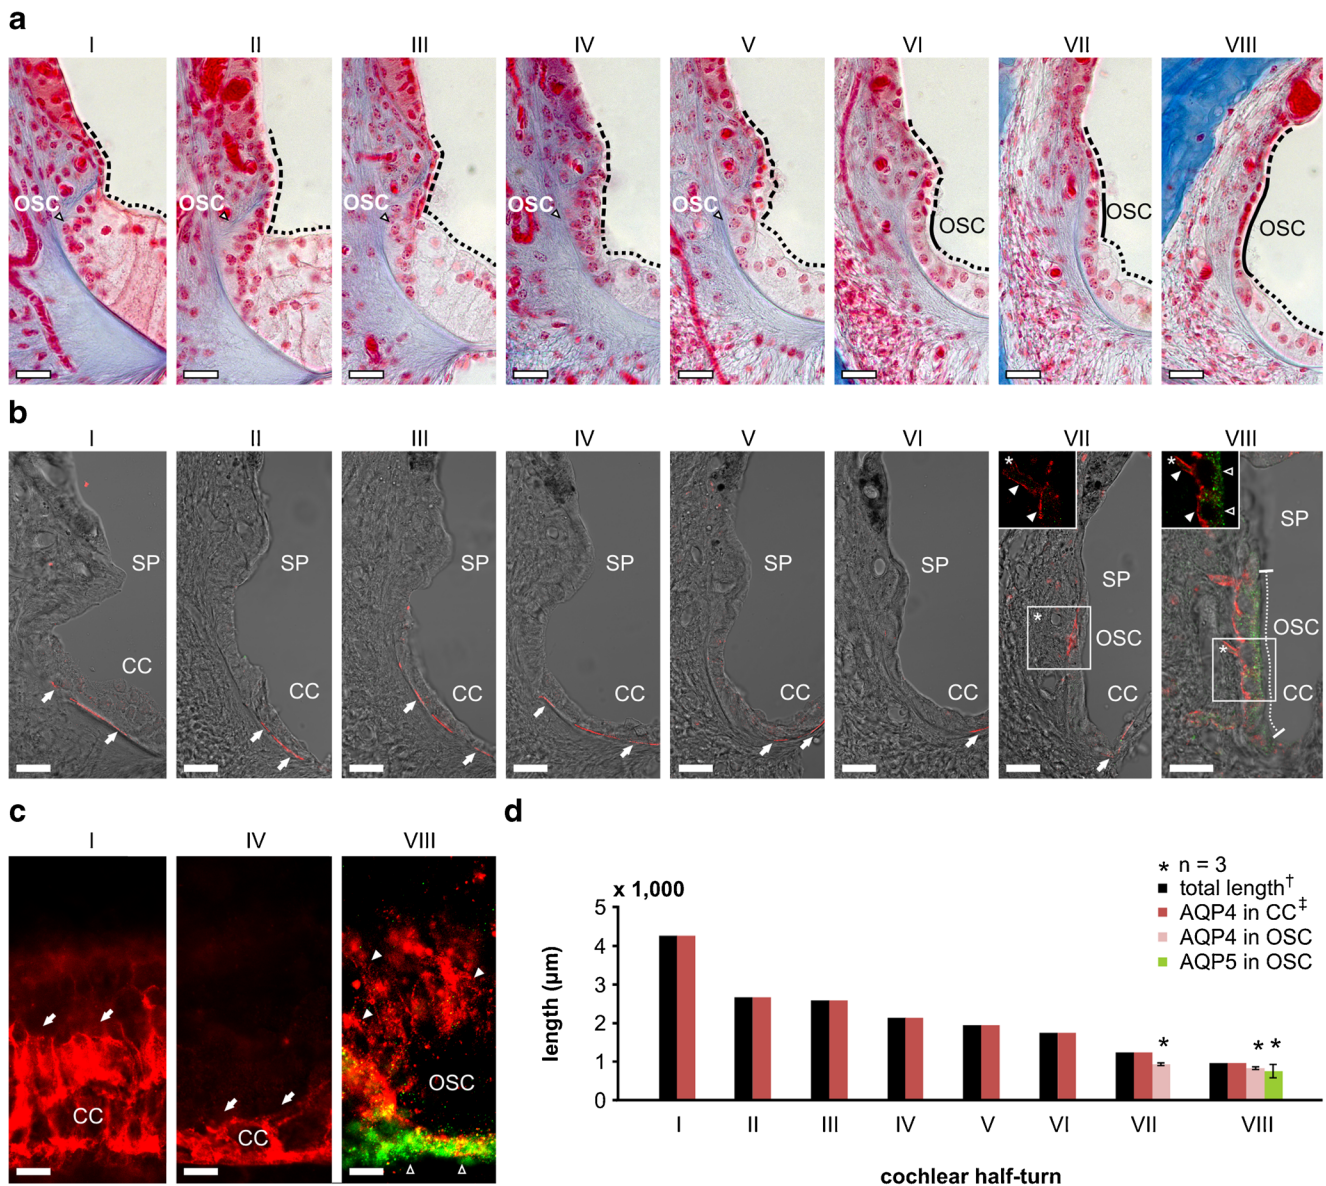 a
I II III IV V VI VII VIII
OSC OSC OSC OSC OSC OSC OSC OSC
b
I II III IV V VI VII VIII
* *
SP SP SP SP SP SP SP SP
* OSC * OSC
CC CC CC CC CC CC CC CC
c
I IV VIII
CC CC OSC
d
* n = 3
total length†
AQP4 in CC‡
AQP4 in OSC
AQP5 in OSC
x 1,000
length (µm)
5
4
3
2
1
0
* * *
I II III IV V VI VII VIII
cochlear half-turn